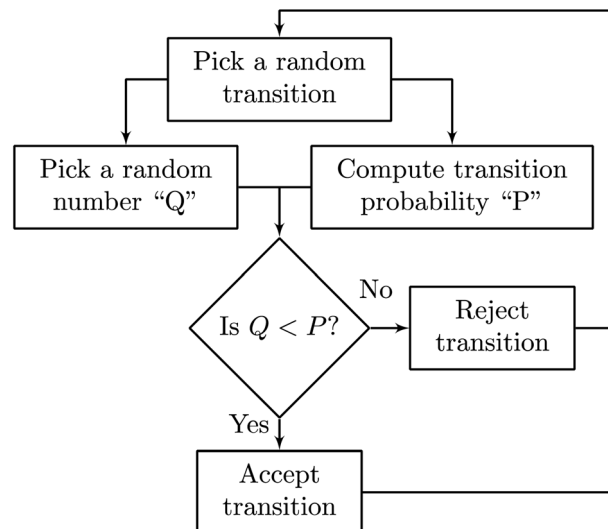 Pick a random
transition
Pick a random
number “Q”
Compute transition
probability “P”
Is Q < P?
No
Reject
transition
Yes
Accept
transition